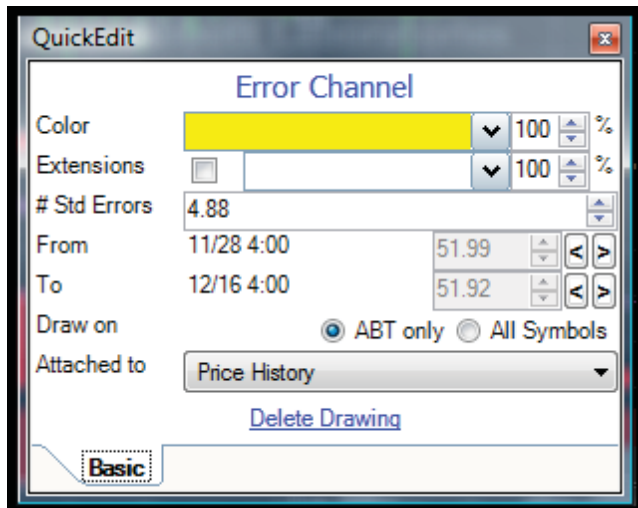 QuickEdit
Error Channel
Color 100 %
Extensions 100 %
# Std Errors 4.88
From 11/28 4:00 51.99 < >
To 12/16 4:00 51.92 < >
Draw on ABT only All Symbols
Attached to Price History
Delete Drawing
Basic